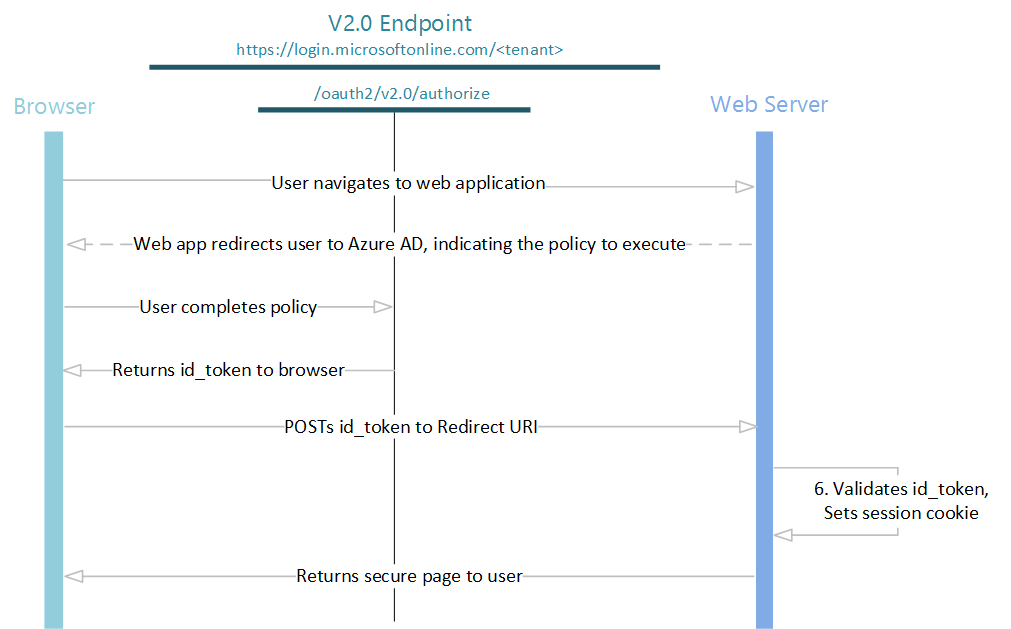 V2.0 Endpoint
https://login.microsoftonline.com/<tenant>
/oauth2/v2.0/authorize
Browser
Web Server
User navigates to web application
Web app redirects user to Azure AD, indicating the policy to execute
User completes policy
Returns id_token to browser
POSTs id_token to Redirect URI
6. Validates id_token,
Sets session cookie
Returns secure page to user